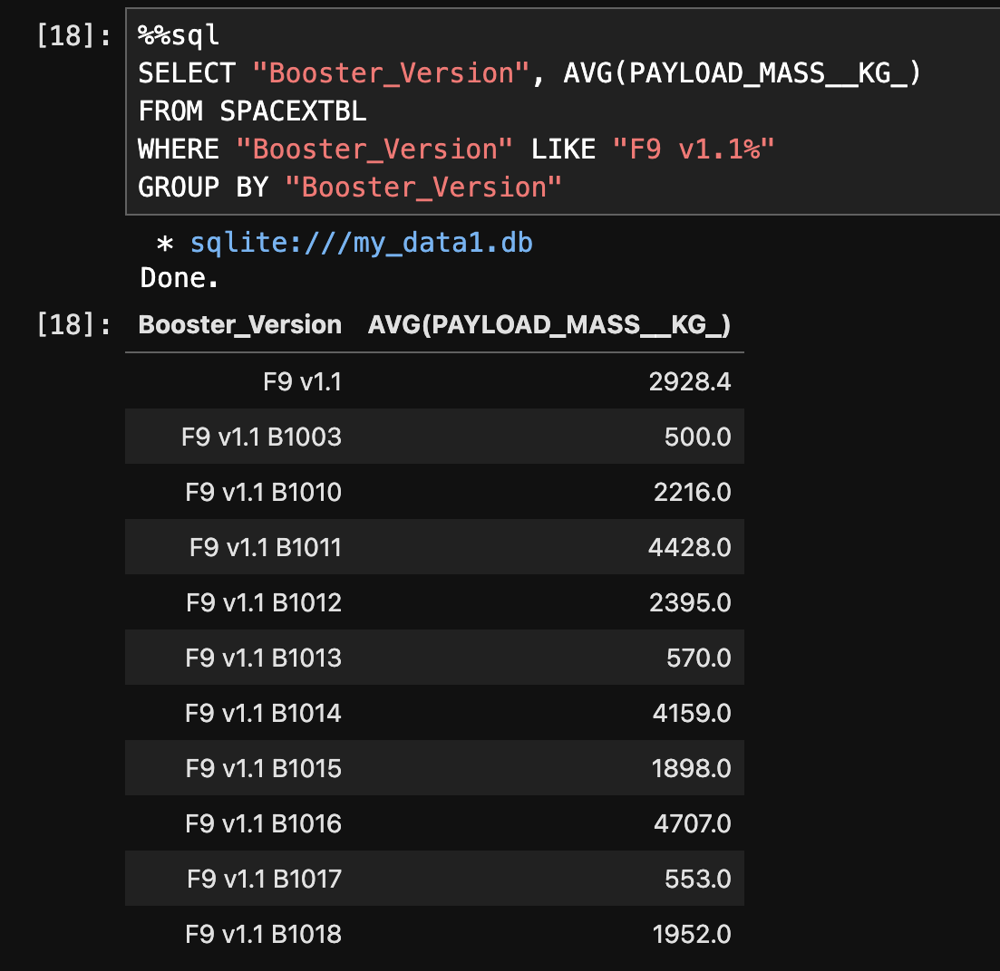 [18]: %%sql
SELECT "Booster_Version", AVG(PAYLOAD_MASS__KG_)
FROM SPACEXTBL
WHERE "Booster_Version" LIKE "F9 v1.1%"
GROUP BY "Booster_Version"
* sqlite:///my_data1.db
Done.
[18]: Booster_Version AVG(PAYLOAD_MASS__KG_)
F9 v1.1 2928.4
F9 v1.1 B1003 500.0
F9 v1.1 B1010 2216.0
F9 v1.1 B1011 4428.0
F9 v1.1 B1012 2395.0
F9 v1.1 B1013 570.0
F9 v1.1 B1014 4159.0
F9 v1.1 B1015 1898.0
F9 v1.1 B1016 4707.0
F9 v1.1 B1017 553.0
F9 v1.1 B1018 1952.0